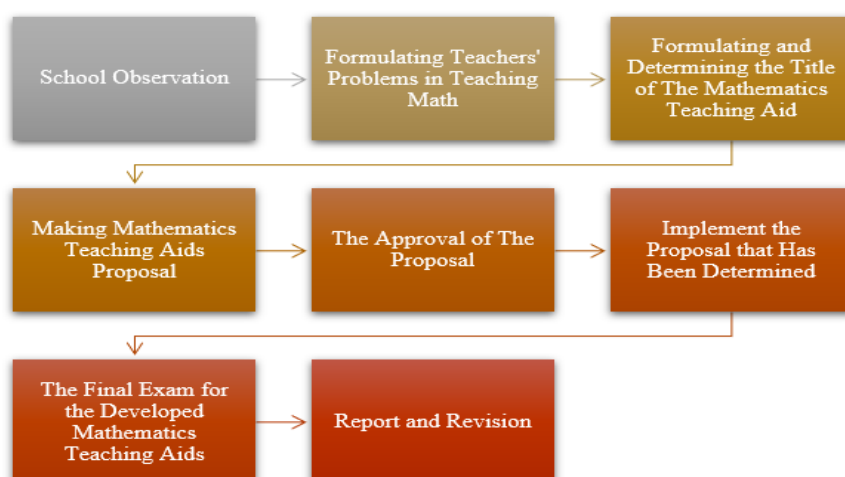 School Observation
Formulating Teachers'
Problems in Teaching
Math
Formulating and
Determining the Title
of The Mathematics
Teaching Aid
Making Mathematics
Teaching Aids
Proposal
The Approval of The
Proposal
Implement the
Proposal that Has
Been Determined
The Final Exam for
the Developed
Mathematics
Teaching Aids
Report and Revision